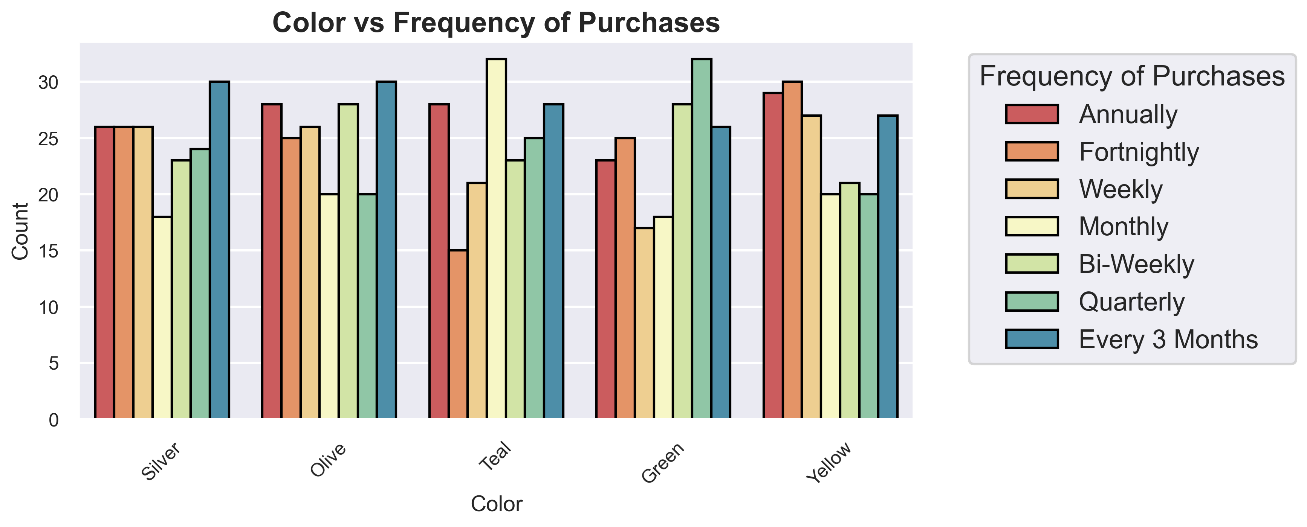 Color vs Frequency of Purchases
Count
30
25
20
15
10
5
0
Silver
Olive
Teal
Green
Yellow
Color
Frequency of Purchases
Annually
Fortnightly
Weekly
Monthly
Bi-Weekly
Quarterly
Every 3 Months